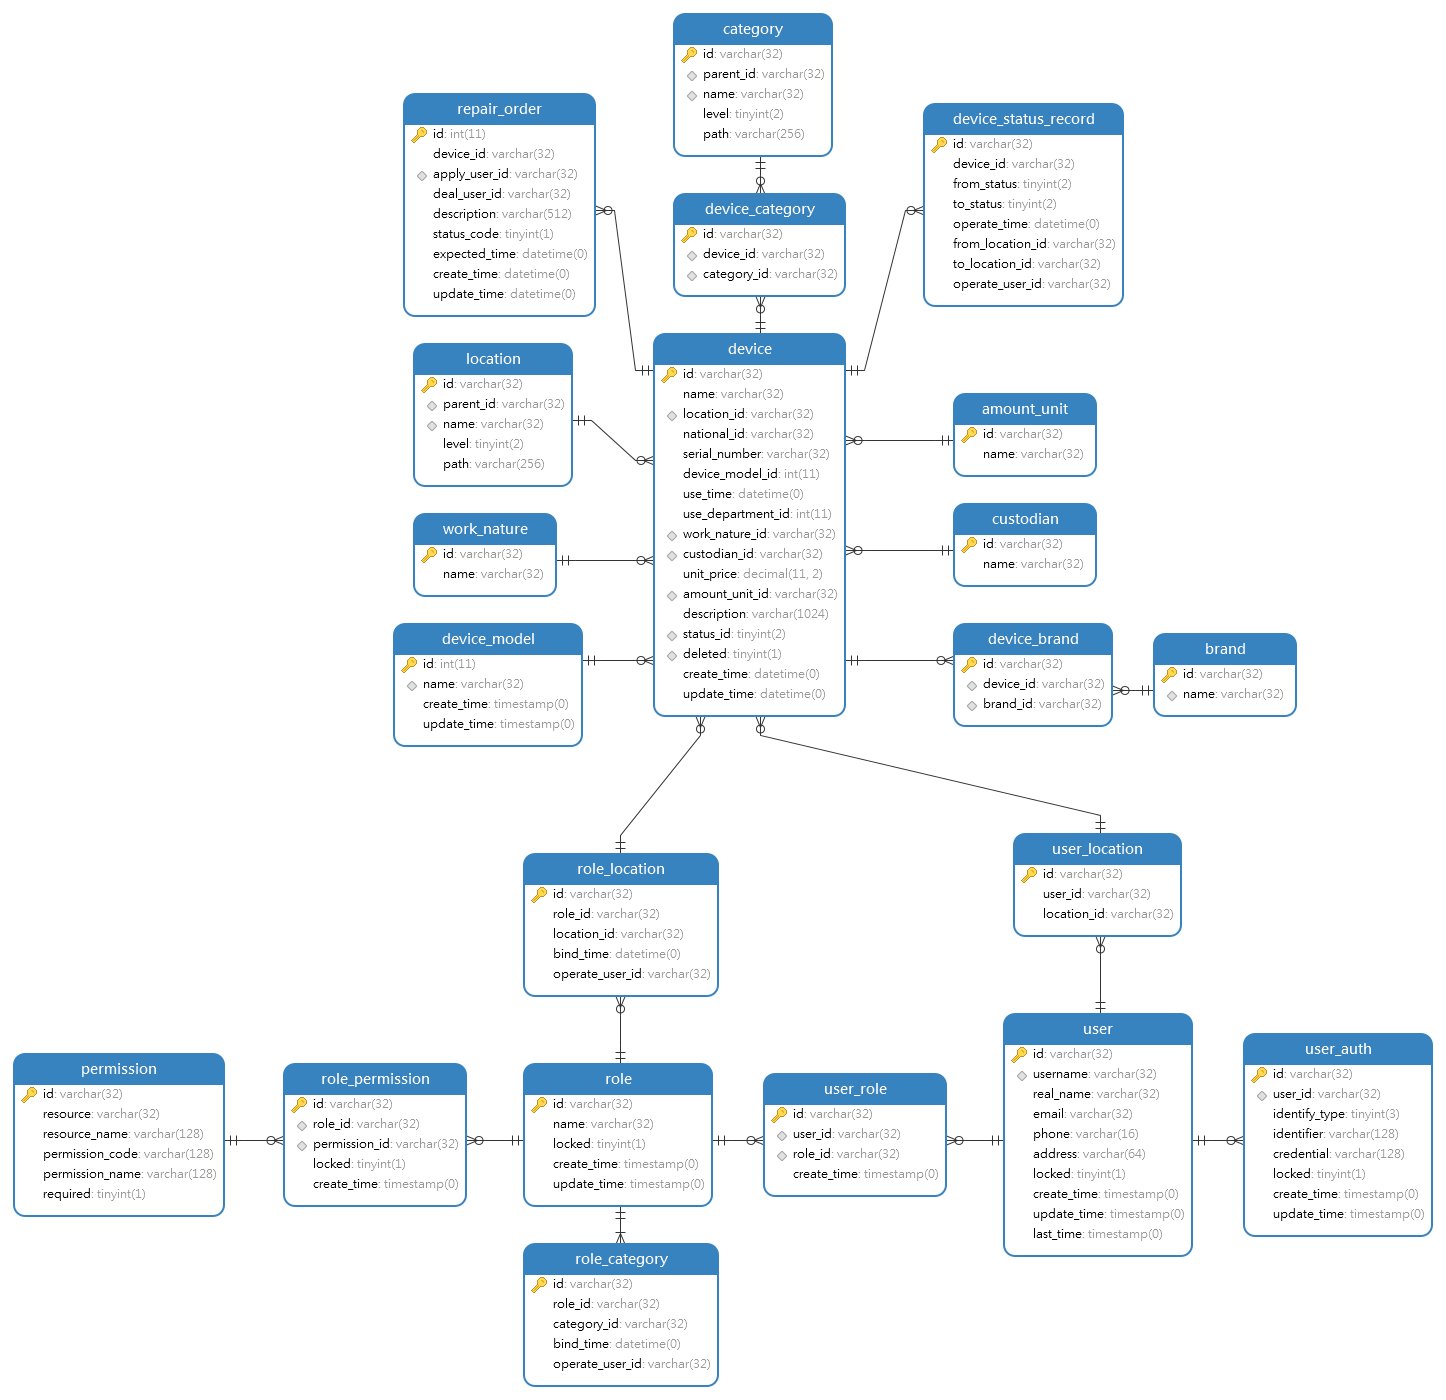 category
id: varchar(32)
parent_id: varchar(32)
name: varchar(32)
level: tinyint(2)
path: varchar(256)
repair_order
id: int(11)
device_id: varchar(32)
apply_user_id: varchar(32)
deal_user_id: varchar(32)
description: varchar(512)
status_code: tinyint(1)
expected_time: datetime(0)
create_time: datetime(0)
update_time: datetime(0)
device_status_record
id: varchar(32)
device_id: varchar(32)
from_status: tinyint(2)
to_status: tinyint(2)
operate_time: datetime(0)
from_location_id: varchar(32)
to_location_id: varchar(32)
operate_user_id: varchar(32)
device_category
id: varchar(32)
device_id: varchar(32)
category_id: varchar(32)
location
id: varchar(32)
parent_id: varchar(32)
name: varchar(32)
level: tinyint(2)
path: varchar(256)
device
id: varchar(32)
name: varchar(32)
location_id: varchar(32)
national_id: varchar(32)
serial_number: varchar(32)
device_model_id: int(11)
use_time: datetime(0)
use_department_id: int(11)
work_nature_id: varchar(32)
custodian_id: varchar(32)
unit_price: decimal(11, 2)
amount_unit_id: varchar(32)
description: varchar(1024)
status_id: tinyint(2)
deleted: tinyint(1)
create_time: datetime(0)
update_time: datetime(0)
amount_unit
id: varchar(32)
name: varchar(32)
work_nature
id: varchar(32)
name: varchar(32)
custodian
id: varchar(32)
name: varchar(32)
device_model
id: int(11)
name: varchar(32)
create_time: timestamp(0)
update_time: timestamp(0)
device_brand
id: varchar(32)
device_id: varchar(32)
brand_id: varchar(32)
brand
id: varchar(32)
name: varchar(32)
role_location
id: varchar(32)
role_id: varchar(32)
location_id: varchar(32)
bind_time: datetime(0)
operate_user_id: varchar(32)
user_location
id: varchar(32)
user_id: varchar(32)
location_id: varchar(32)
permission
id: varchar(32)
resource: varchar(32)
resource_name: varchar(128)
permission_code: varchar(128)
permission_name: varchar(128)
required: tinyint(1)
role_permission
id: varchar(32)
role_id: varchar(32)
permission_id: varchar(32)
locked: tinyint(1)
create_time: timestamp(0)
role
id: varchar(32)
name: varchar(32)
locked: tinyint(1)
create_time: timestamp(0)
update_time: timestamp(0)
user_role
id: varchar(32)
user_id: varchar(32)
role_id: varchar(32)
create_time: timestamp(0)
user
id: varchar(32)
username: varchar(32)
real_name: varchar(32)
email: varchar(32)
phone: varchar(16)
address: varchar(64)
locked: tinyint(1)
create_time: timestamp(0)
update_time: timestamp(0)
last_time: timestamp(0)
user_auth
id: varchar(32)
user_id: varchar(32)
identify_type: tinyint(3)
identifier: varchar(128)
credential: varchar(128)
locked: tinyint(1)
create_time: timestamp(0)
update_time: timestamp(0)
role_category
id: varchar(32)
role_id: varchar(32)
category_id: varchar(32)
bind_time: datetime(0)
operate_user_id: varchar(32)